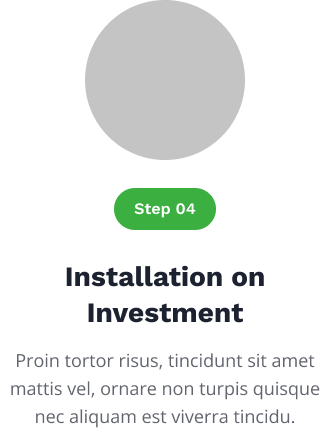 Step 04
Installation on
Investment
Proin tortor risus, tincidunt sit amet
mattis vel, ornare non turpis quisque
nec aliquam est viverra tincidu.